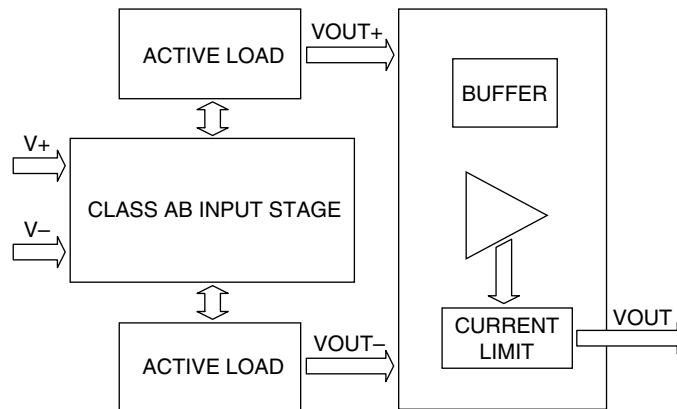 ACTIVE LOAD
VOUT+
BUFFER
V+
CLASS AB INPUT STAGE
V–
CURRENT
LIMIT
VOUT
ACTIVE LOAD
VOUT–